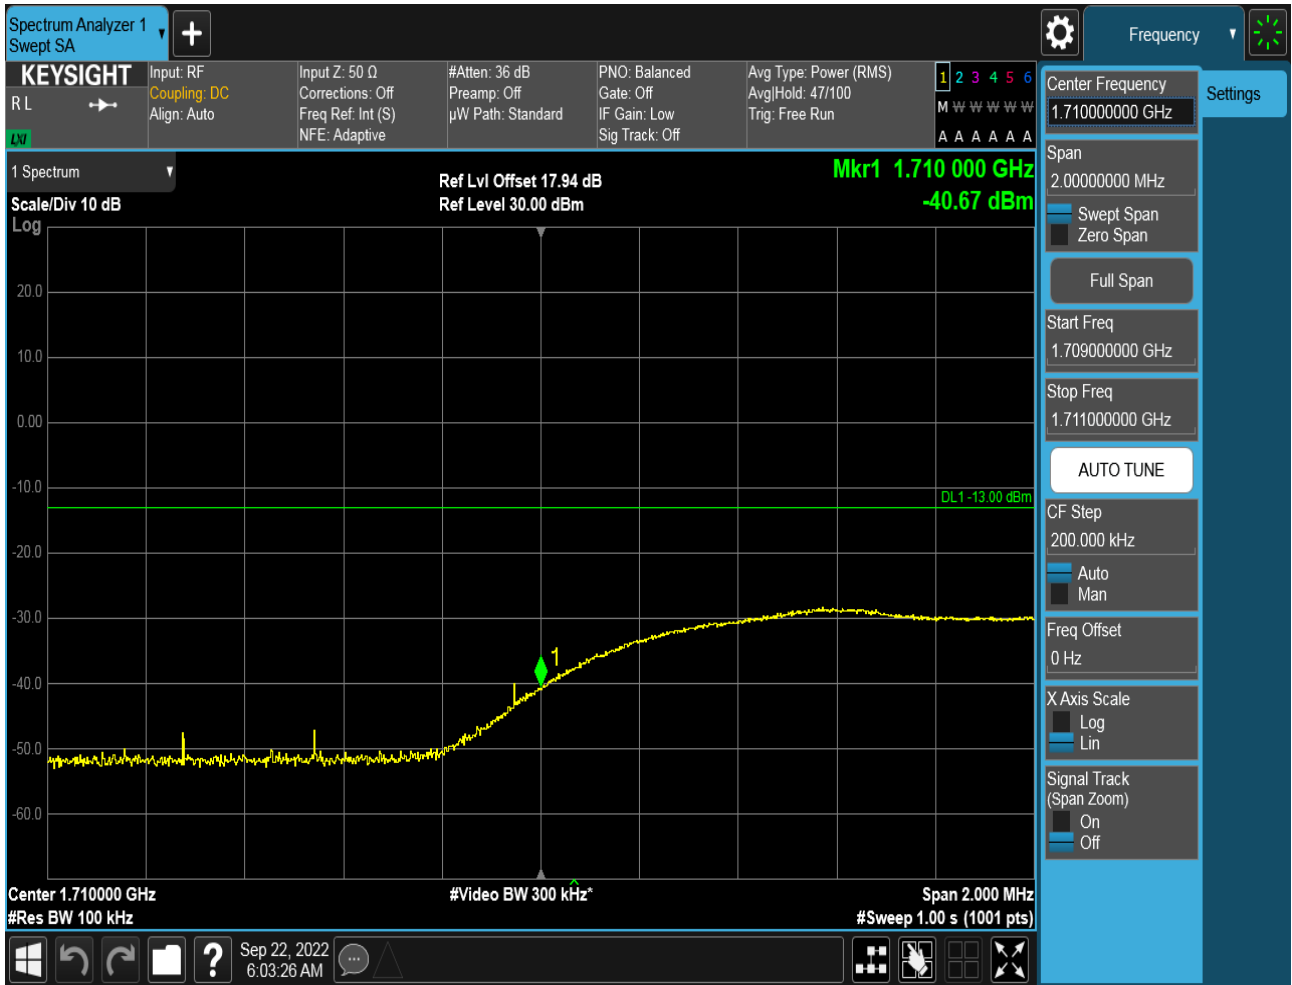 Spectrum Analyzer 1
Swept SA
Frequency
KEYSIGHT
R L
LXI
Input: RF
Coupling: DC
Align: Auto
Input Z: 50 Ω
Corrections: Off
Freq Ref: Int (S)
NFE: Adaptive
#Atten: 36 dB
Preamp: Off
µW Path: Standard
PNO: Balanced
Gate: Off
IF Gain: Low
Sig Track: Off
Avg Type: Power (RMS)
Avg|Hold: 47/100
Trig: Free Run
1 2 3 4 5 6
M W W W W W
A A A A A A
1 Spectrum
Scale/Div 10 dB
Log
Ref Lvl Offset 17.94 dB
Ref Level 30.00 dBm
Mkr1 1.710 000 GHz
-40.67 dBm
20.0
10.0
0.00
-10.0
DL1 -13.00 dBm
-20.0
-30.0
1
-40.0
-50.0
-60.0
Center 1.710000 GHz
#Video BW 300 kHz*
Span 2.000 MHz
#Res BW 100 kHz
#Sweep 1.00 s (1001 pts)
Center Frequency
1.710000000 GHz
Settings
Span
2.00000000 MHz
Swept Span
Zero Span
Full Span
Start Freq
1.709000000 GHz
Stop Freq
1.711000000 GHz
AUTO TUNE
CF Step
200.000 kHz
Auto
Man
Freq Offset
0 Hz
X Axis Scale
Log
Lin
Signal Track
(Span Zoom)
On
Off
?
Sep 22, 2022
6:03:26 AM